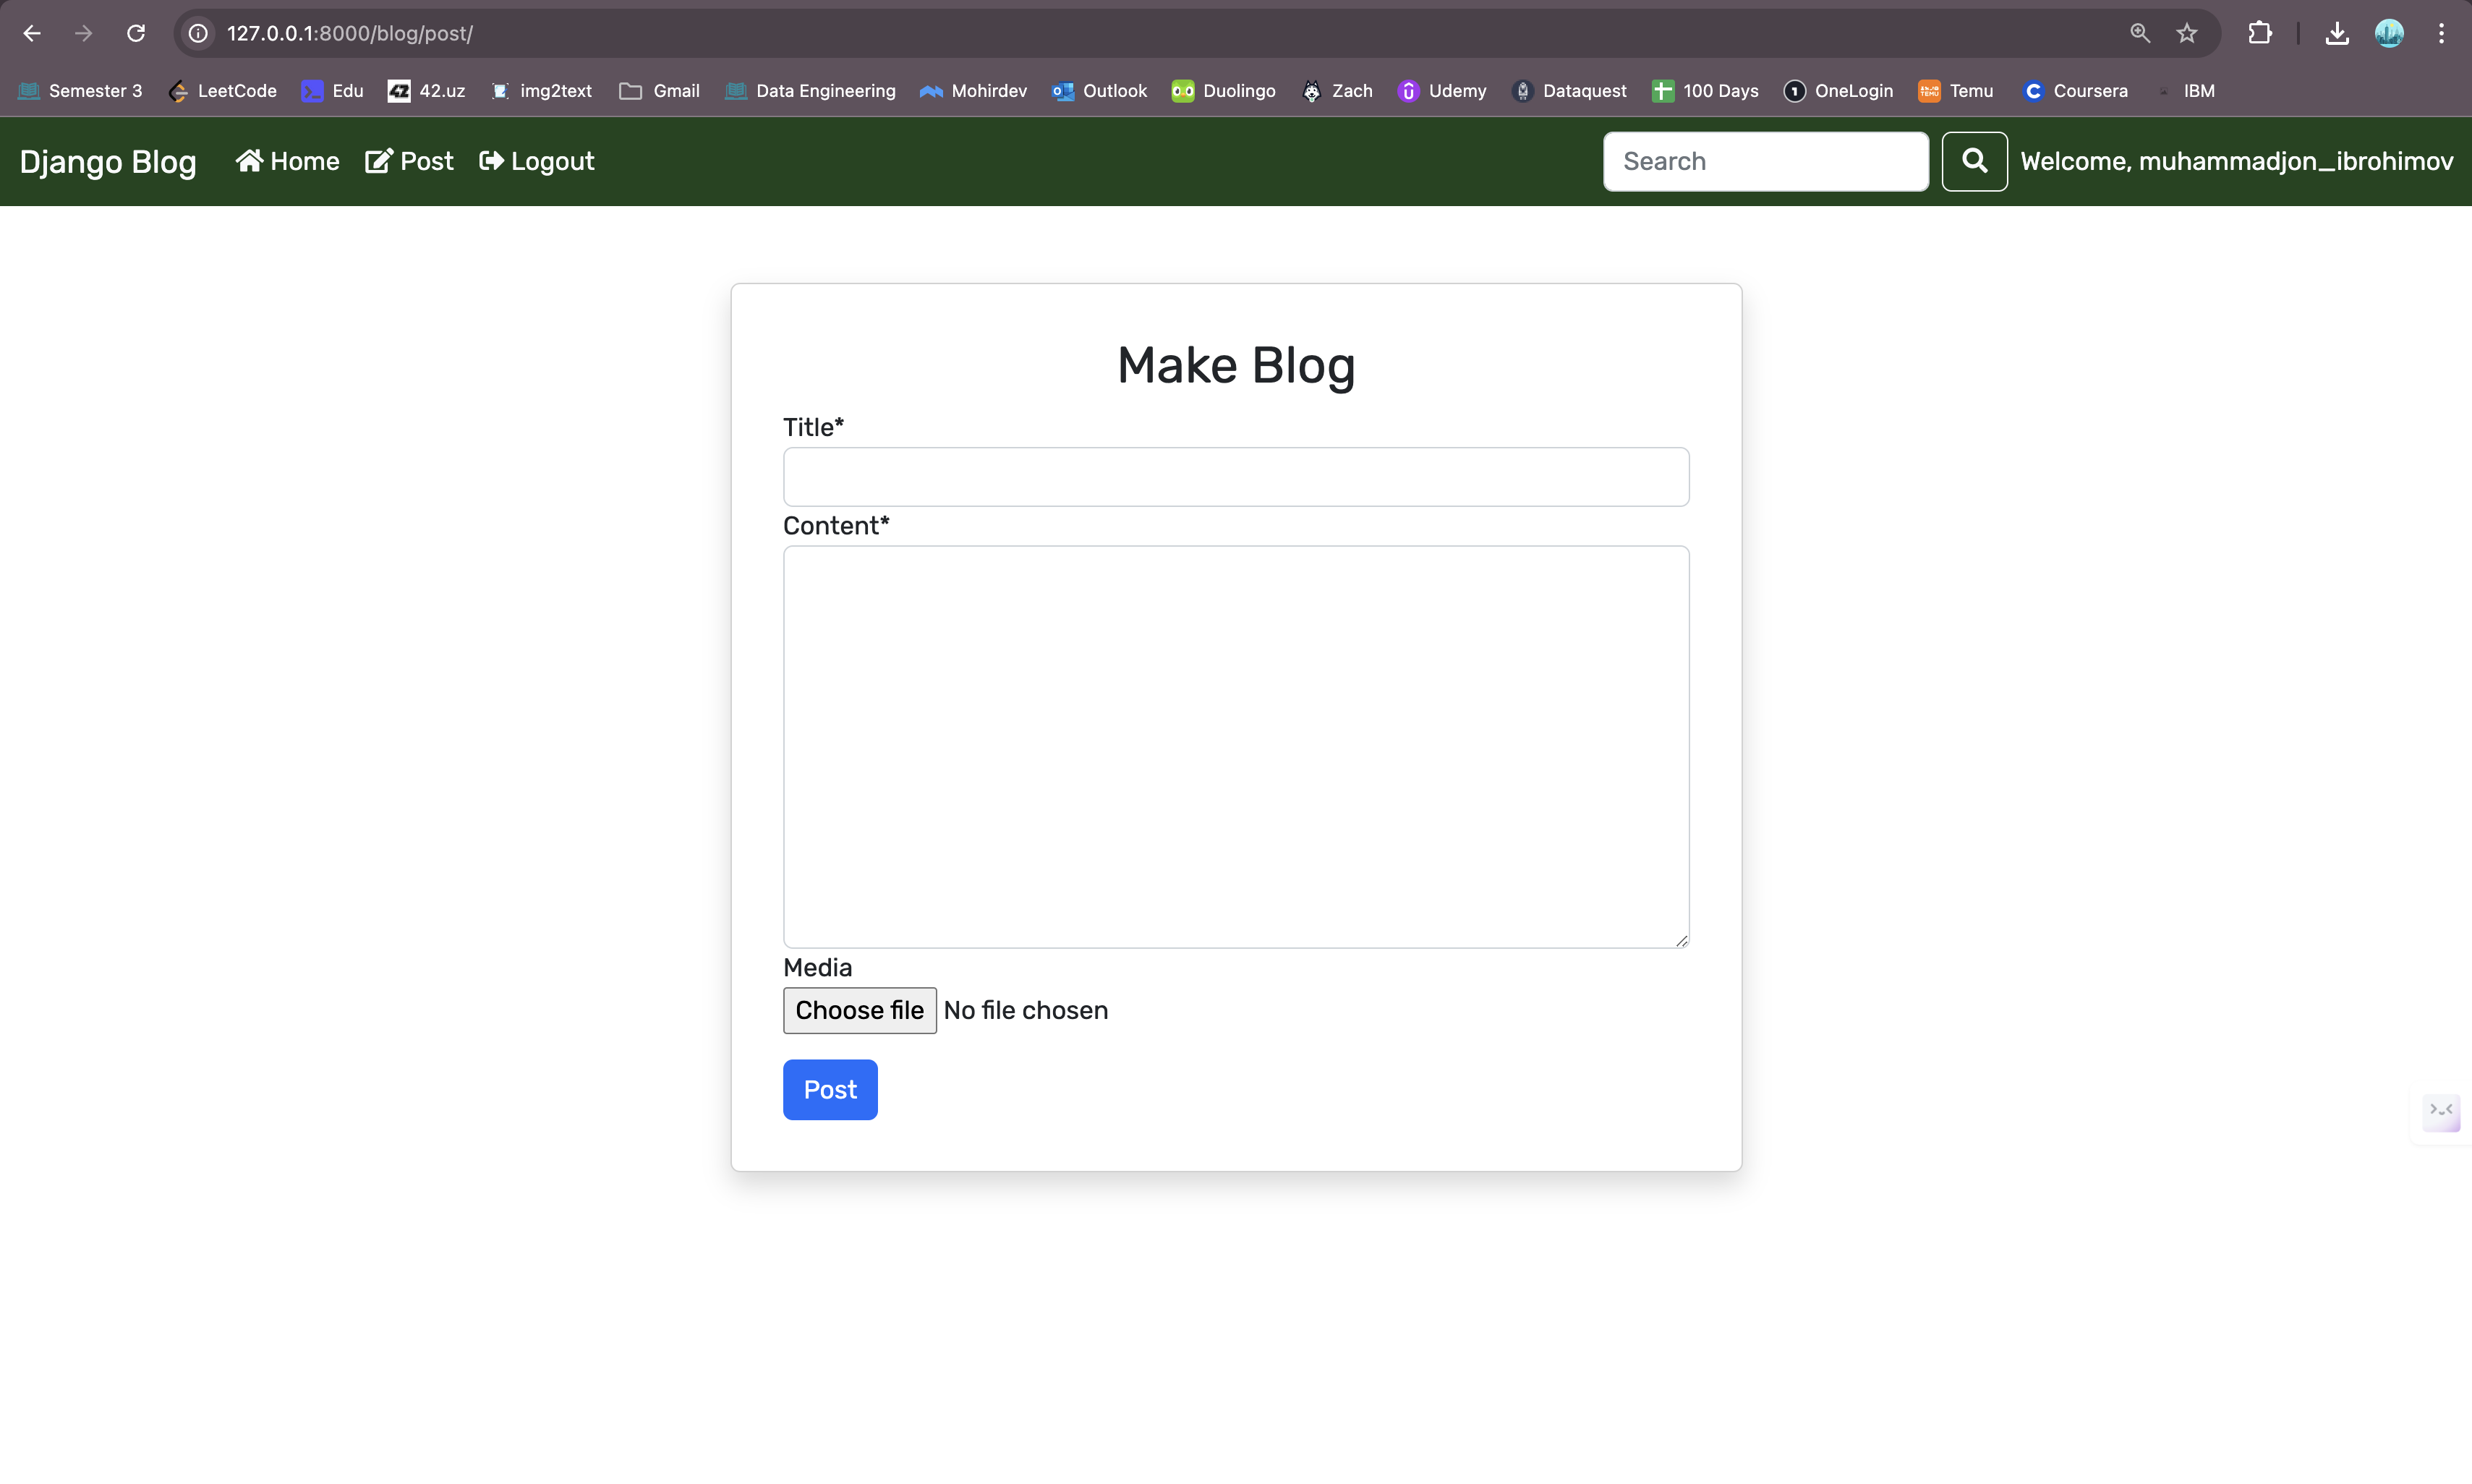 127.0.0.1:8000/blog/post/
Semester 3 LeetCode Edu 42.uz img2text Gmail Data Engineering Mohirdev Outlook Duolingo Zach Udemy Dataquest 100 Days OneLogin Temu Coursera IBM
Django Blog Home Post Logout Search Welcome, muhammadjon_ibrohimov
Make Blog
Title*
Content*
Media
Choose file No file chosen
Post